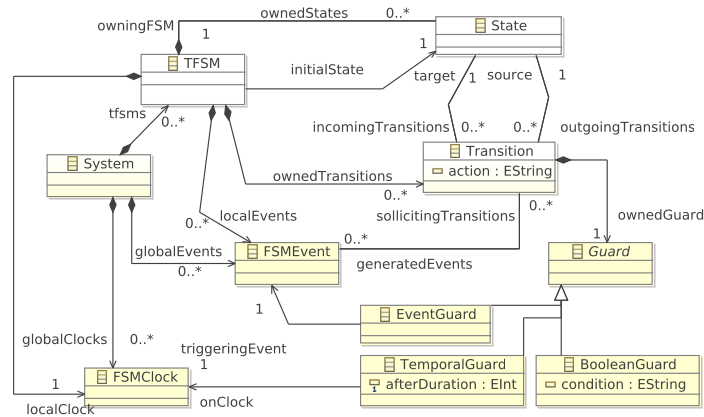 ownedStates
0..*
State
owningFSM
1
TFSM
1
initialState
target
1
source
1
tfsms
0..*
incomingTransitions
0..*
0..*
outgoingTransitions
System
Transition
action : EString
ownedTransitions
0..*
0..*
localEvents
0..*
sollicitingTransitions
ownedGuard
1
globalEvents
0..*
FSMEvent
0..*
generatedEvents
Guard
1
EventGuard
globalClocks
0..*
triggeringEvent
1
FSMClock
1
localClock
onClock
TemporalGuard
afterDuration : EInt
BooleanGuard
condition : EString